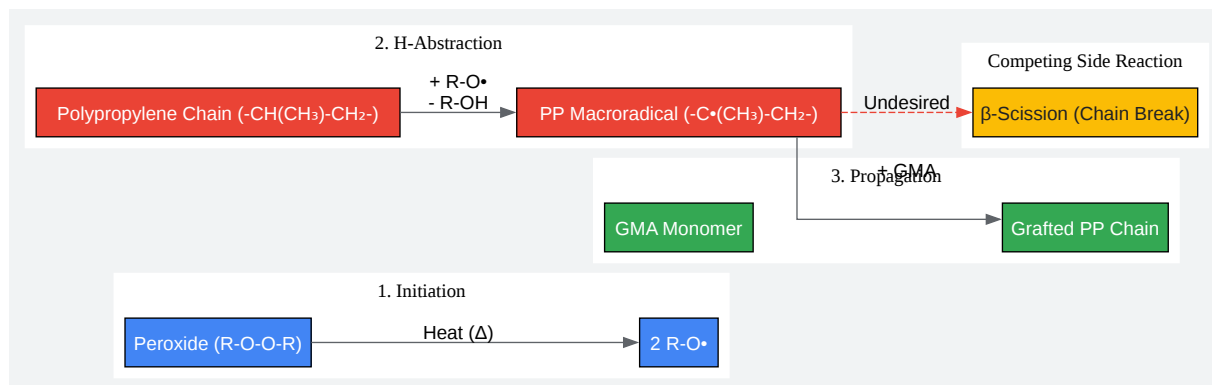 2. H-Abstraction
+ R-O•
- R-OH
Polypropylene Chain (-CH(CH₃)-CH₂-)
PP Macroradical (-C•(CH₃)-CH₂-)
Undesired
Competing Side Reaction
β-Scission (Chain Break)
+ GMA
3. Propagation
GMA Monomer
Grafted PP Chain
1. Initiation
Peroxide (R-O-O-R)
Heat (Δ)
2 R-O•